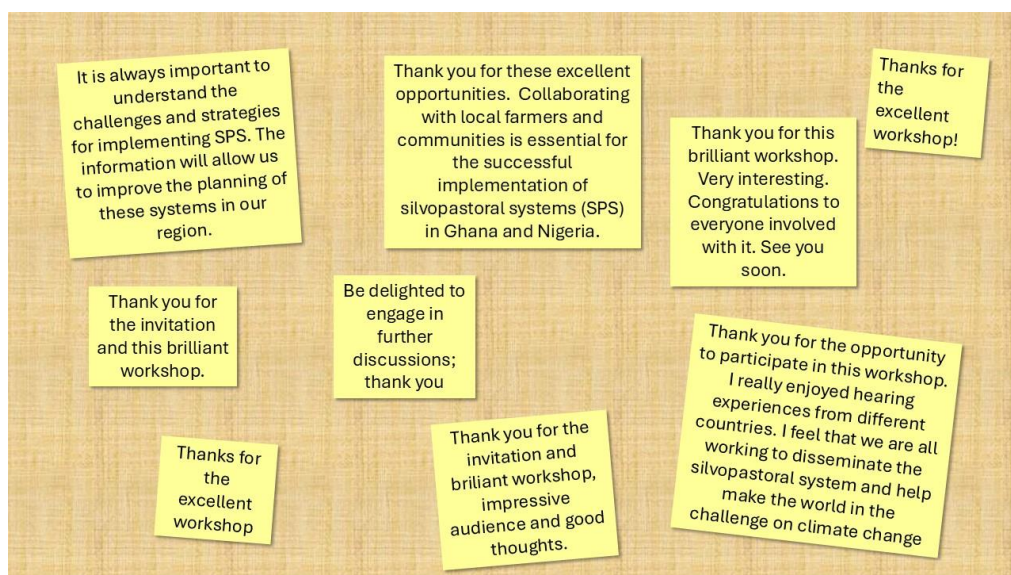 It is always important to
understand the
challenges and strategies
for implementing SPS. The
information will allow us
to improve the planning of
these systems in our
region.
Thank you for these excellent
opportunities. Collaborating
with local farmers and
communities is essential for
the successful
implementation of
silvopastoral systems (SPS)
in Ghana and Nigeria.
Thank you for this
brilliant workshop.
Very interesting.
Congratulations to
everyone involved
with it. See you
soon.
Thanks for
the
excellent
workshop!
Thank you for
the invitation
and this brilliant
workshop.
Be delighted to
engage in
further
discussions;
thank you
Thank you for the opportunity
to participate in this workshop.
I really enjoyed hearing
experiences from different
countries. I feel that we are all
working to disseminate the
silvopastoral system and help
make the world in the
challenge on climate change
Thanks for
the
excellent
workshop
Thank you for the
invitation and
briliant workshop,
impressive
audience and good
thoughts.